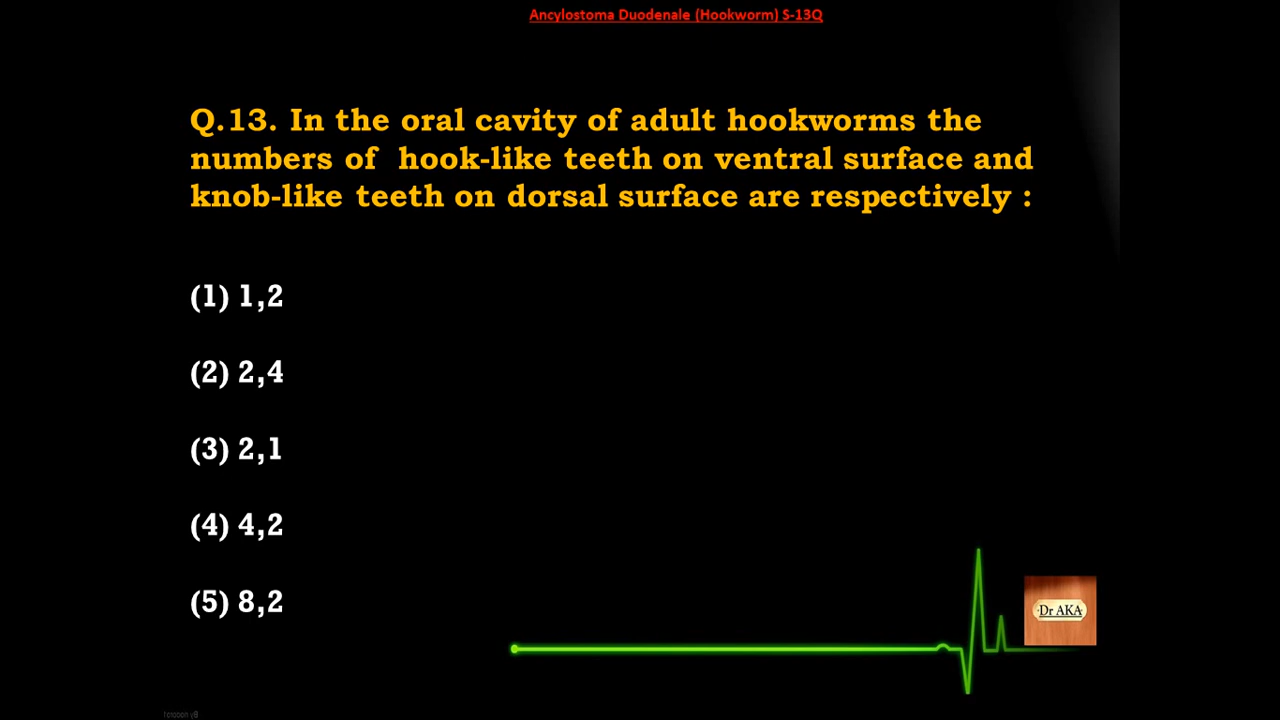 Ancylostoma Duodenale (Hookworm) S-13Q
Q.13. In the oral cavity of adult hookworms the
numbers of hook-like teeth on ventral surface and
knob-like teeth on dorsal surface are respectively :
(1) 1,2
(2) 2,4
(3) 2,1
(4) 4,2
(5) 8,2
Dr AKA